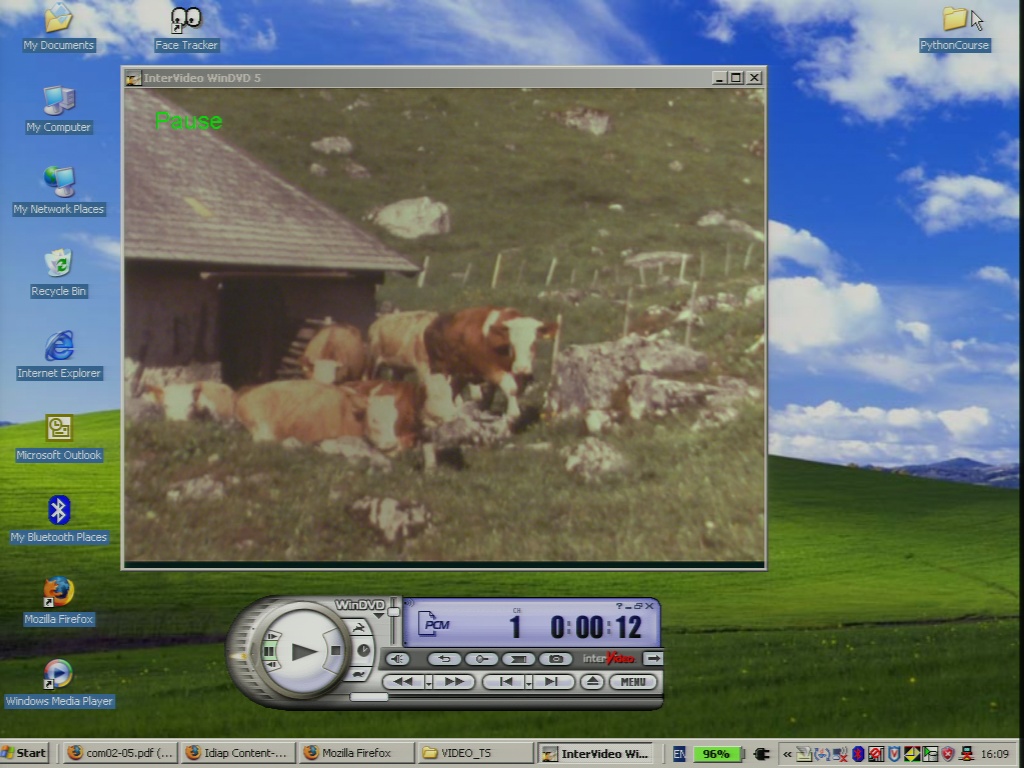 My Documents
Face Tracker
PythonCourse
InterVideo WinDVD 5
Pause
My Computer
My Network Places
Recycle Bin
Internet Explorer
Microsoft Outlook
My Bluetooth Places
Mozilla Firefox
Windows Media Player
WinDVD
PCM
CH
1
0:00:12
interVideo
MENU
Start
com02-05.pdf (...
Idiap Content-...
Mozilla Firefox
VIDEO_TS
InterVideo Wi...
EN
96%
16:09